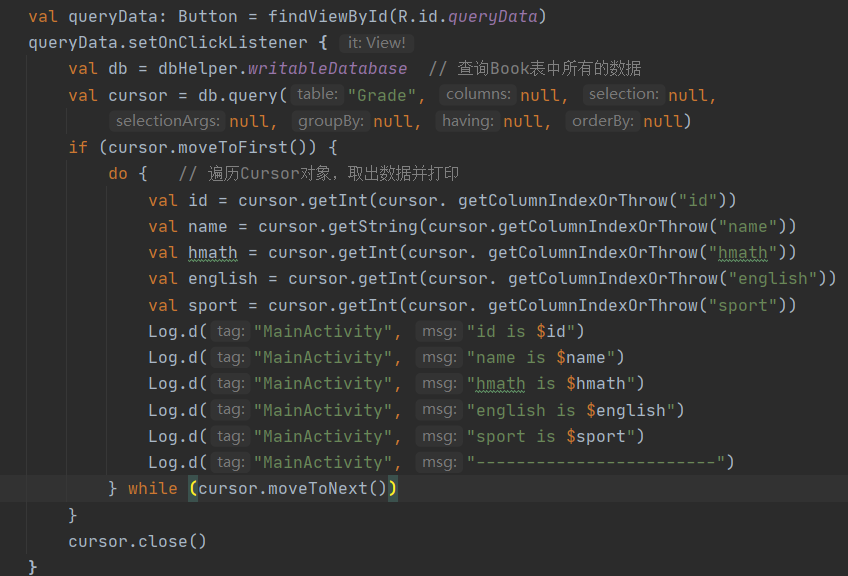 val queryData: Button = findViewById(R.id.queryData)
queryData.setOnClickListener { it: View!
val db = dbHelper.writableDatabase // 查询Book表中所有的数据
val cursor = db.query( table: "Grade", columns: null, selection: null,
selectionArgs: null, groupBy: null, having: null, orderBy: null)
if (cursor.moveToFirst()) {
do { // 遍历Cursor对象，取出数据并打印
val id = cursor.getInt(cursor. getColumnIndexOrThrow("id"))
val name = cursor.getString(cursor.getColumnIndexOrThrow("name"))
val hmath = cursor.getInt(cursor. getColumnIndexOrThrow("hmath"))
val english = cursor.getInt(cursor. getColumnIndexOrThrow("english"))
val sport = cursor.getInt(cursor. getColumnIndexOrThrow("sport"))
Log.d( tag: "MainActivity", msg: "id is $id")
Log.d( tag: "MainActivity", msg: "name is $name")
Log.d( tag: "MainActivity", msg: "hmath is $hmath")
Log.d( tag: "MainActivity", msg: "english is $english")
Log.d( tag: "MainActivity", msg: "sport is $sport")
Log.d( tag: "MainActivity", msg: "------------------------")
} while (cursor.moveToNext())
}
cursor.close()
}